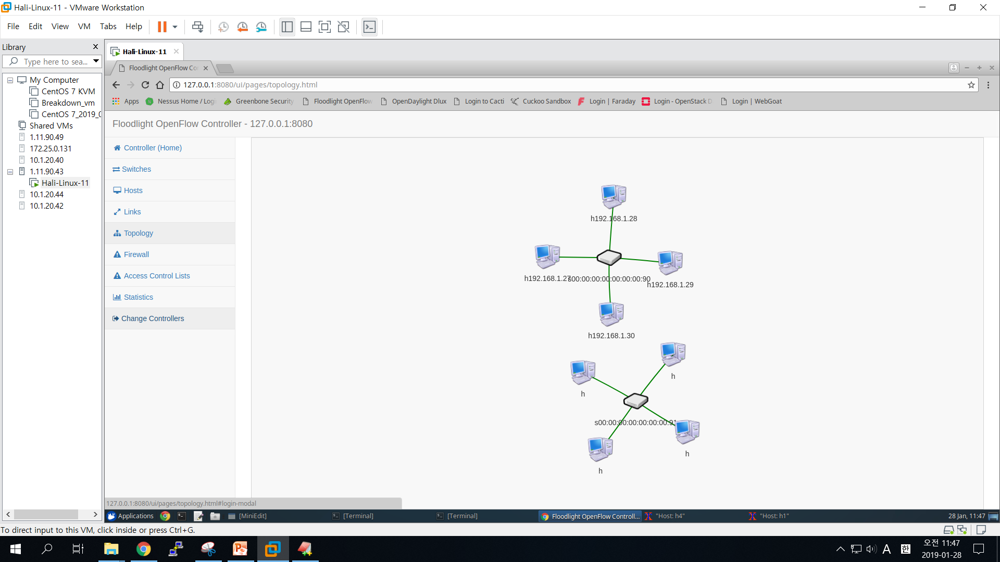 Hali-Linux-11 - VMware Workstation
File Edit View VM Tabs Help
Library
Type here to sea...
My Computer
CentOS 7 KVM
Breakdown_vm
CentOS 7_2019_0
Shared VMs
1.11.90.49
172.25.0.131
10.1.20.40
1.11.90.43
Hali-Linux-11
10.1.20.44
10.1.20.42
Hali-Linux-11
Floodlight OpenFlow Co
127.0.0.1:8080/ui/pages/topology.html
Apps Nessus Home / Logi Greenbone Security Floodlight OpenFlow OpenDaylight Dlux Login to Cacti Cuckoo Sandbox Login | Faraday Login - OpenStack D Login | WebGoat
Floodlight OpenFlow Controller - 127.0.0.1:8080
Controller (Home)
Switches
Hosts
Links
Topology
Firewall
Access Control Lists
Statistics
Change Controllers
h192.168.1.28
h192.168.1.27
s00:00:00:00:00:00:00:90
h192.168.1.29
h192.168.1.30
h
h
s00:00:00:00:00:00:00:91
h
h
127.0.0.1:8080/ui/pages/topology.html#login-modal
Applications [MiniEdit] [Terminal] [Terminal] Floodlight OpenFlow Controll... "Host: h4" "Host: h1" 28 Jan, 11:47
To direct input to this VM, click inside or press Ctrl+G.
A 한 오전 11:47
2019-01-28